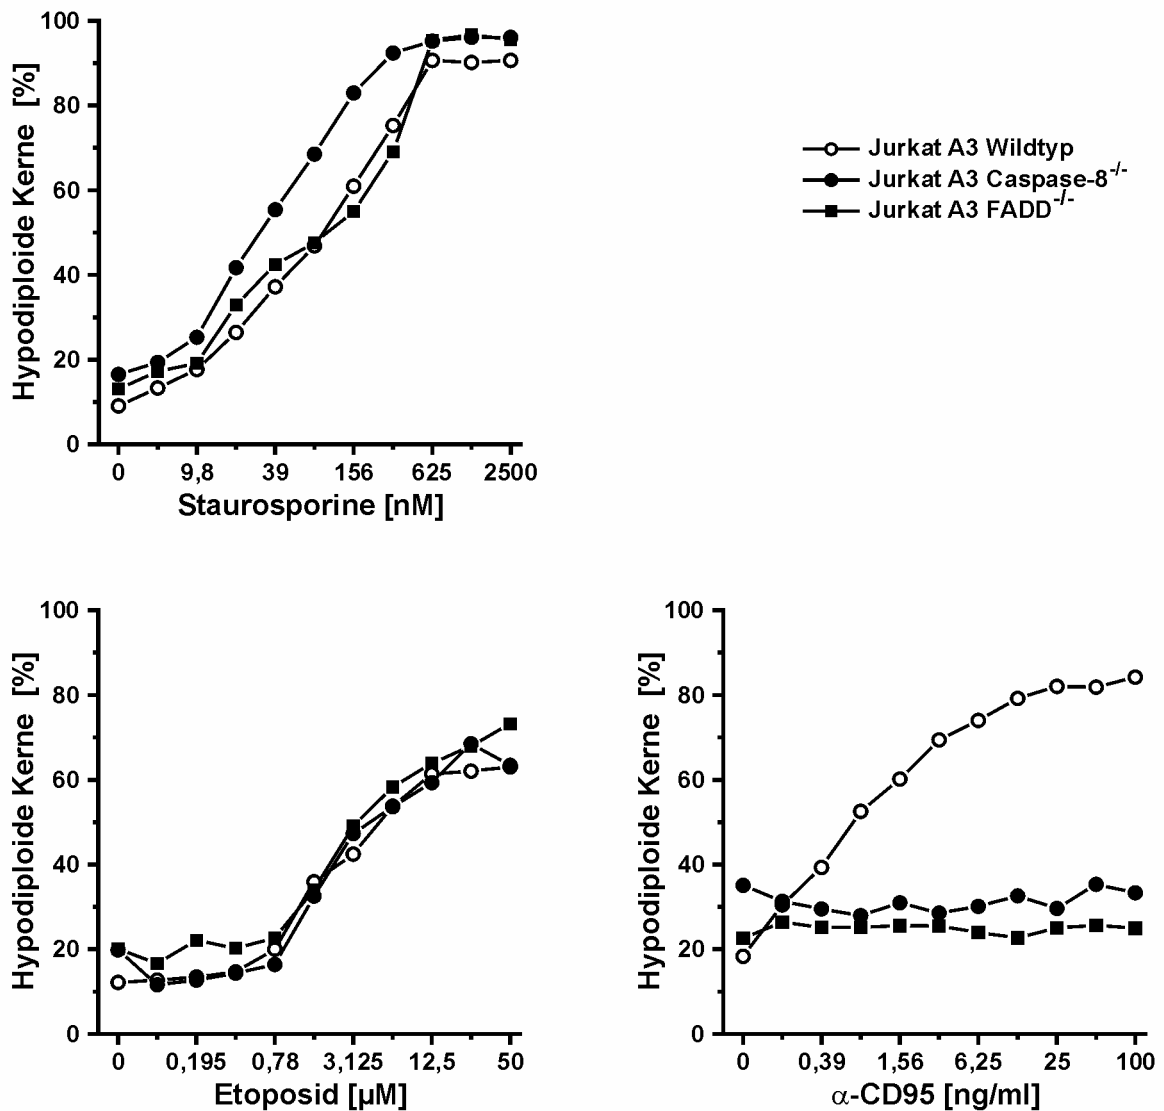 100
80
60
40
20
0
Hypodiploide Kerne [%]
0 9,8 39 156 625 2500
Staurosporine [nM]
Jurkat A3 Wildtyp
Jurkat A3 Caspase-8-/-
Jurkat A3 FADD-/-
100
80
60
40
20
0
Hypodiploide Kerne [%]
0 0,195 0,78 3,125 12,5 50
Etoposid [µM]
100
80
60
40
20
0
Hypodiploide Kerne [%]
0 0,39 1,56 6,25 25 100
α-CD95 [ng/ml]